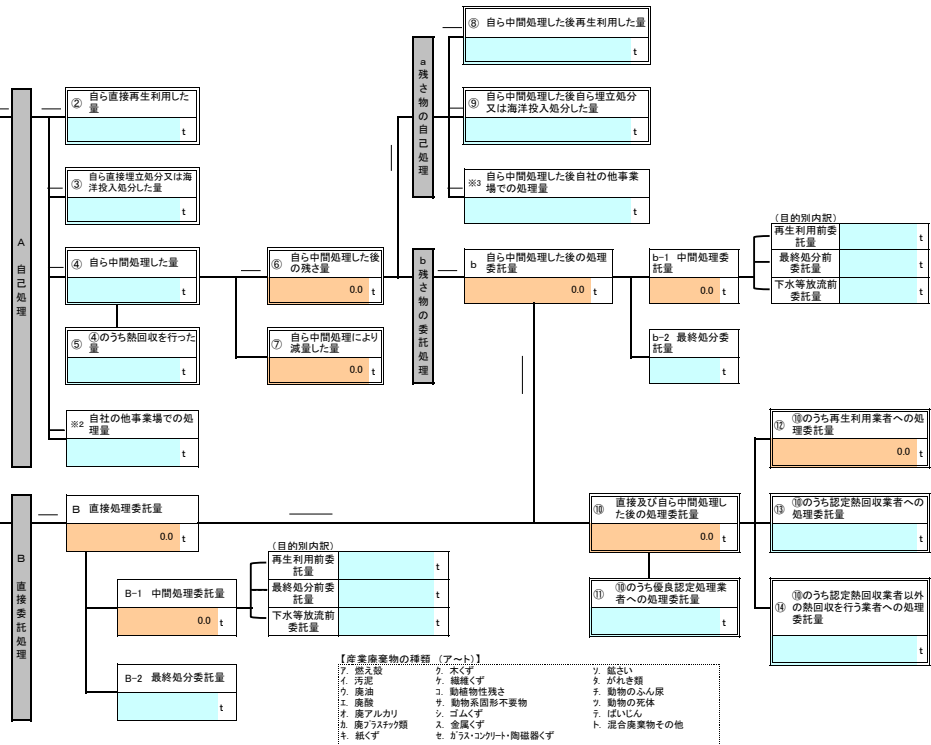 ⑧ 自ら中間処理した後再生利用した量
t
a 残さ物の自己処理
② 自ら直接再生利用した
量
t
⑨ 自ら中間処理した後自ら埋立処分
又は海洋投入処分した量
t
③ 自ら直接埋立処分又は海
洋投入処分した量
t
※3 自ら中間処理した後自社の他事業
場での処理量
t
A 自己処理
④ 自ら中間処理した量
t
⑥ 自ら中間処理した後
の残さ量
0.0 t
b 残さ物の委託処理
b 自ら中間処理した後の処理
委託量
0.0 t
b-1 中間処理委
託量
0.0 t
(目的別内訳)
再生利用前委
託量
t
最終処分前
委託量
t
下水等放流前
委託量
t
⑤ ④のうち熱回収を行った
量
t
⑦ 自ら中間処理により
減量した量
0.0 t
b-2 最終処分委
託量
t
※2 自社の他事業場での処
理量
t
⑫ ⑩のうち再生利用業者への処
理委託量
0.0 t
B 直接委託処理
B 直接処理委託量
0.0 t
⑩ 直接及び自ら中間処理し
た後の処理委託量
0.0 t
⑬ ⑩のうち認定熱回収業者への
処理委託量
t
B-1 中間処理委託量
0.0 t
(目的別内訳)
再生利用前委
託量
t
最終処分前委
託量
t
下水等放流前
委託量
t
⑪ ⑩のうち優良認定処理業
者への処理委託量
t
⑭ ⑩のうち認定熱回収業者以外
の熱回収を行う業者への処理
委託量
t
B-2 最終処分委託量
t
【産業廃棄物の種類 (ア~ト)】
ア. 燃え殻 ク. 木くず ソ. 鉱さい
イ. 汚泥 ケ. 繊維くず タ. がれき類
ウ. 廃油 コ. 動植物性残さ チ. 動物のふん尿
エ. 廃酸 サ. 動物系固形不要物 ツ. 動物の死体
オ. 廃アルカリ シ. ゴムくず テ. ばいじん
カ. 廃プラスチック類 ス. 金属くず ト. 混合廃棄物その他
キ. 紙くず セ. ガラス・コンクリート・陶磁器くず